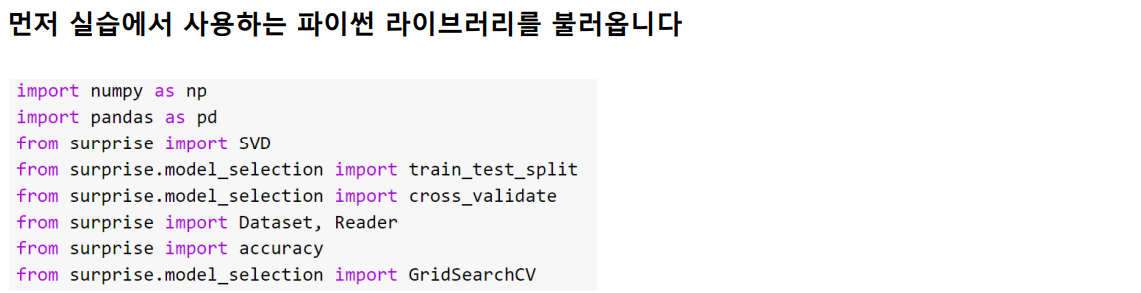 먼저 실습에서 사용하는 파이썬 라이브러리를 불러옵니다
import numpy as np
import pandas as pd
from surprise import SVD
from surprise.model_selection import train_test_split
from surprise.model_selection import cross_validate
from surprise import Dataset, Reader
from surprise import accuracy
from surprise.model_selection import GridSearchCV